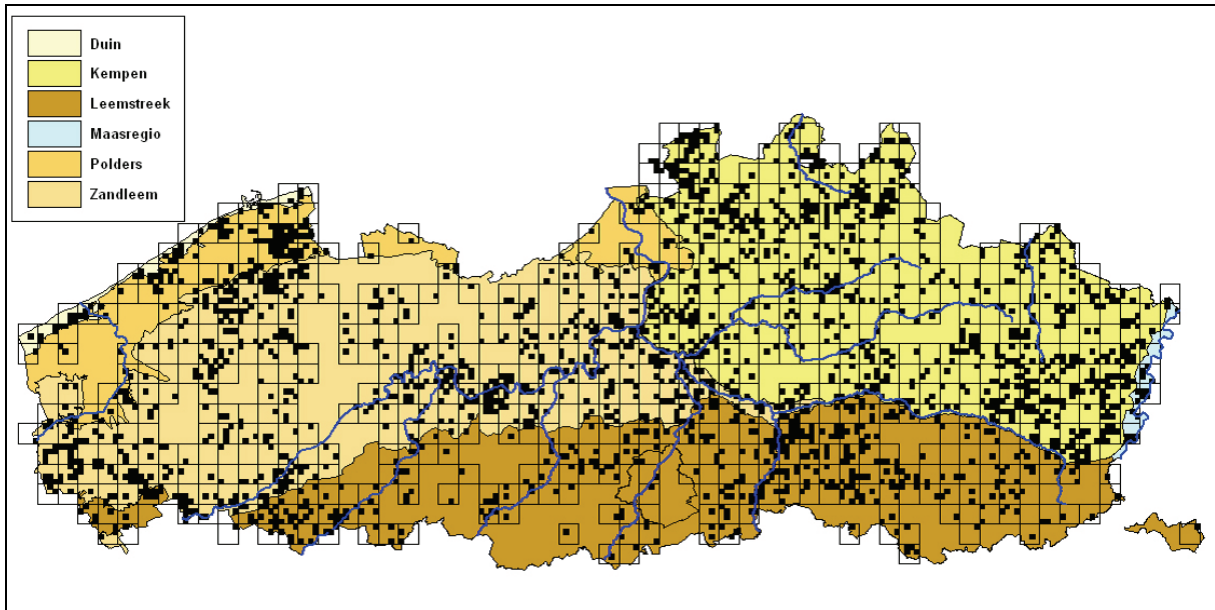 Duin
Kempen
Leemstreek
Maasregio
Polders
Zandleem